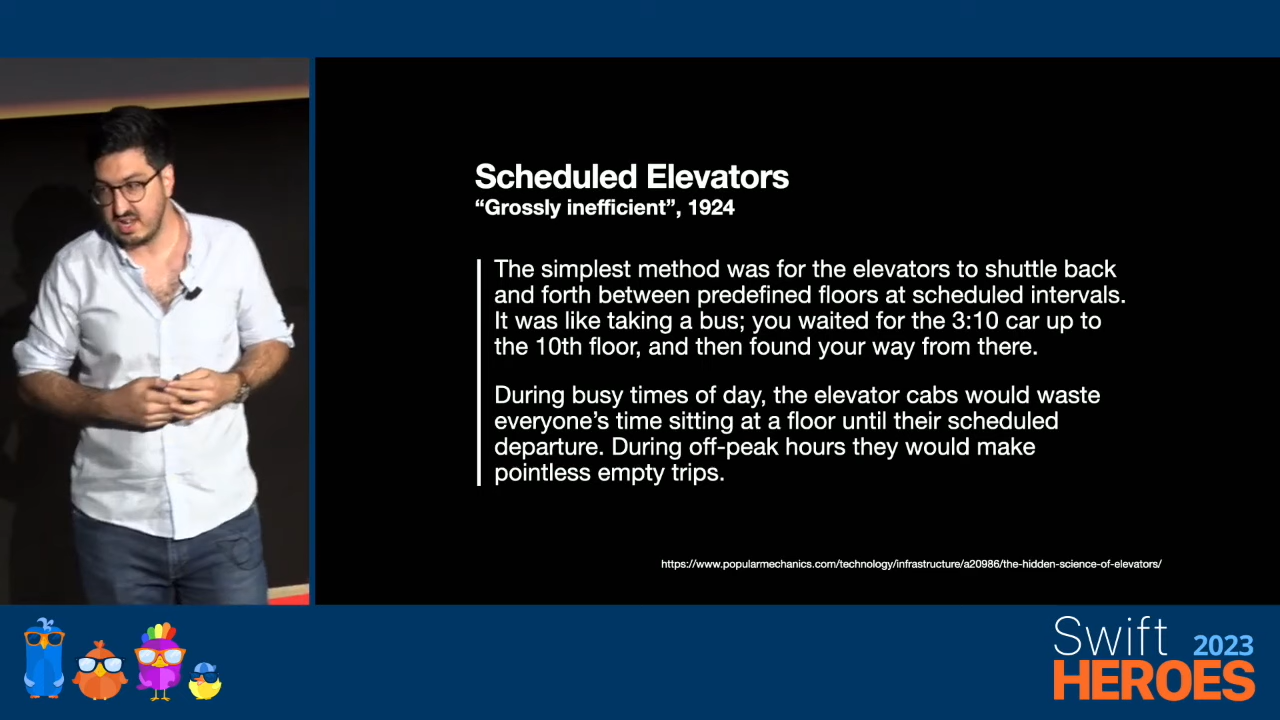 Scheduled Elevators
“Grossly inefficient”, 1924
The simplest method was for the elevators to shuttle back
and forth between predefined floors at scheduled intervals.
It was like taking a bus; you waited for the 3:10 car up to
the 10th floor, and then found your way from there.
During busy times of day, the elevator cabs would waste
everyone’s time sitting at a floor until their scheduled
departure. During off-peak hours they would make
pointless empty trips.
https://www.popularmechanics.com/technology/infrastructure/a20986/the-hidden-science-of-elevators/
Swift 2023
HEROES